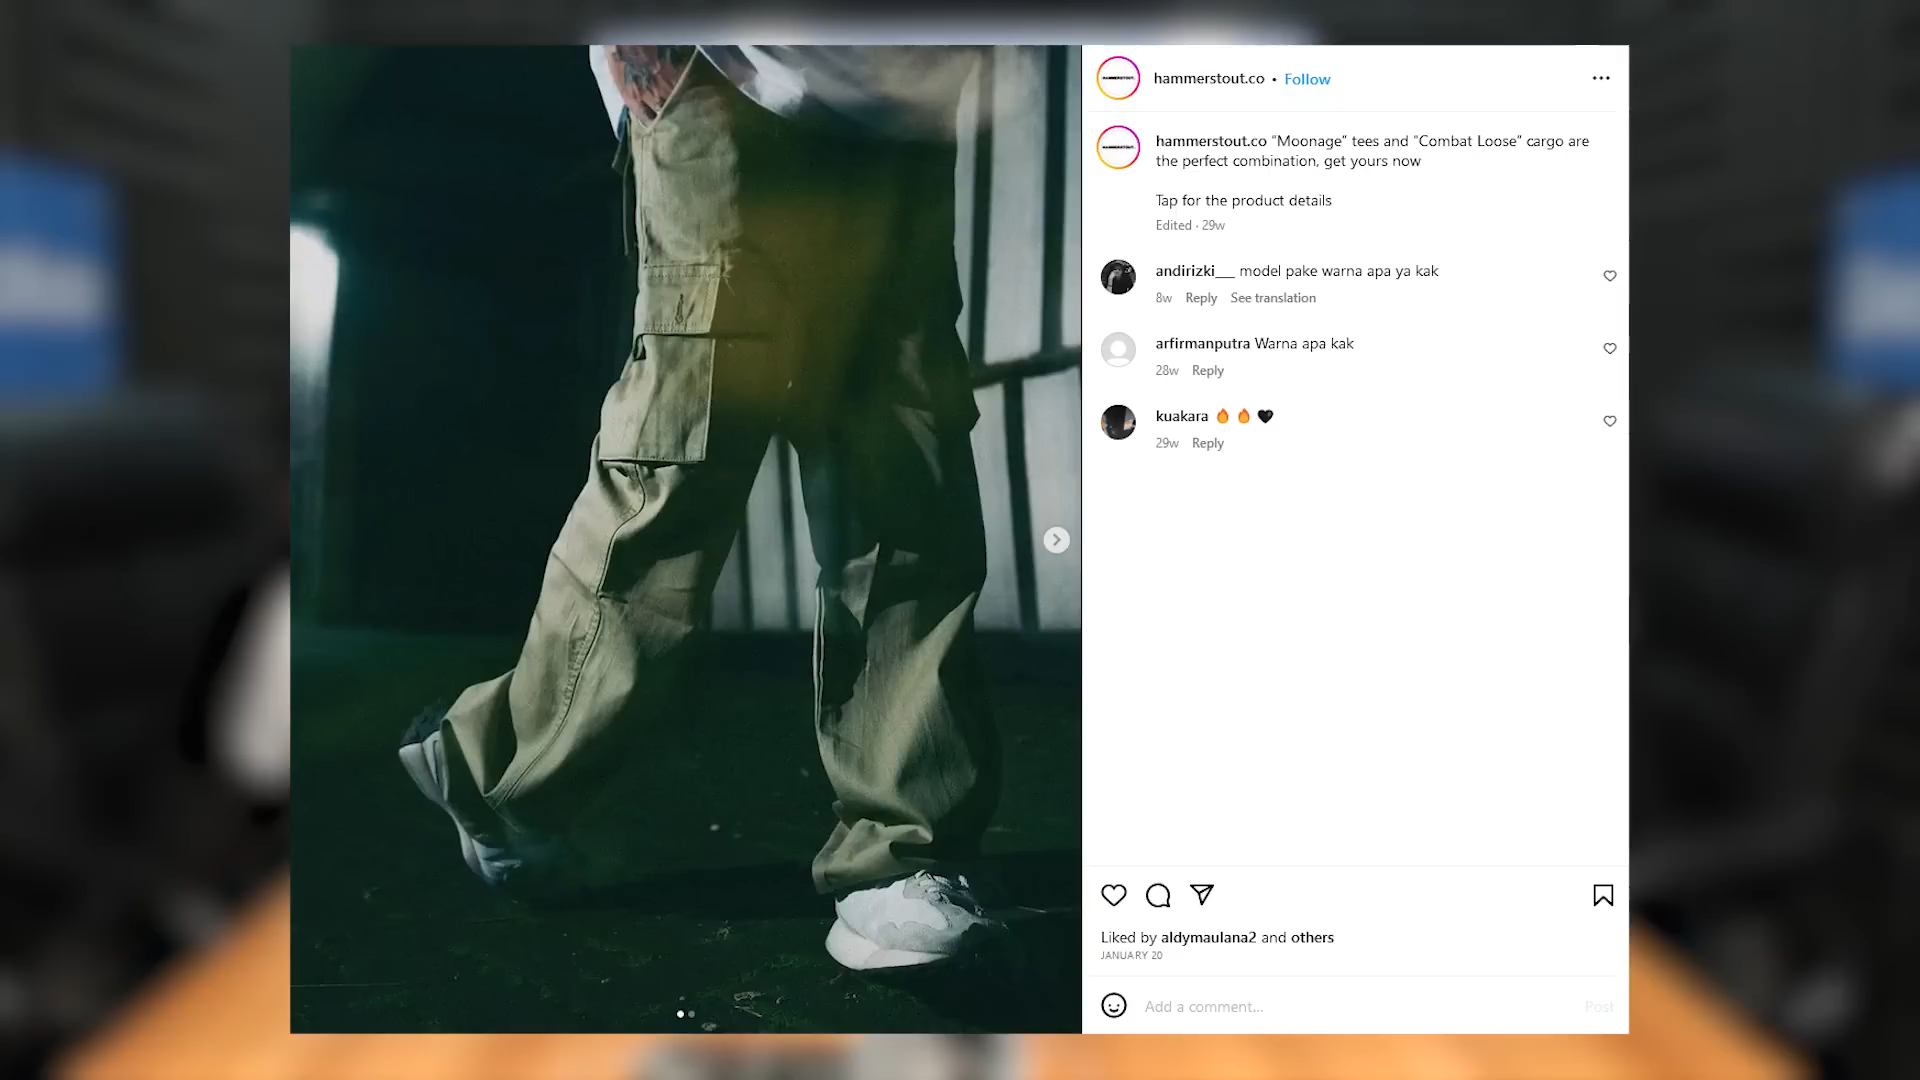 hammerstout.co • Follow
hammerstout.co “Moonage” tees and “Combat Loose” cargo are
the perfect combination, get yours now
Tap for the product details
Edited · 29w
andirizki___ model pake warna apa ya kak
8w Reply See translation
arfirmanputra Warna apa kak
28w Reply
kuakara 🔥🔥🖤
29w Reply
Liked by aldymaulana2 and others
JANUARY 20
Add a comment...
Post